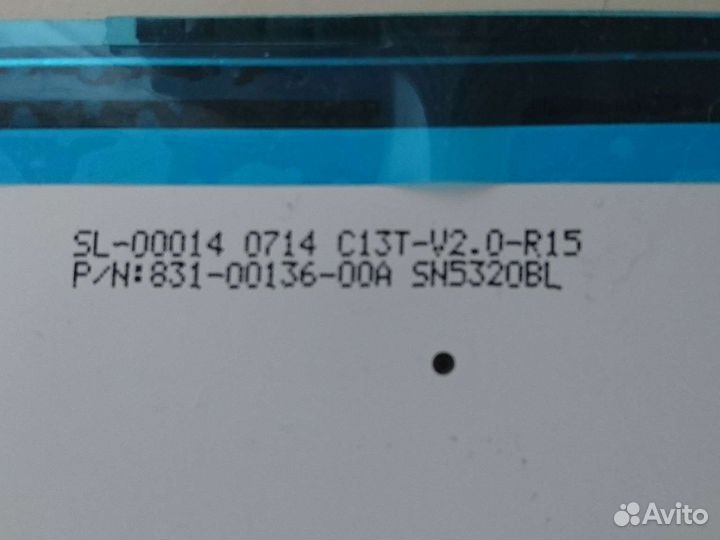 SL-00014 0714 C13T-V2.0-R15
P/N:831-00136-00A SN5320BL
Avito